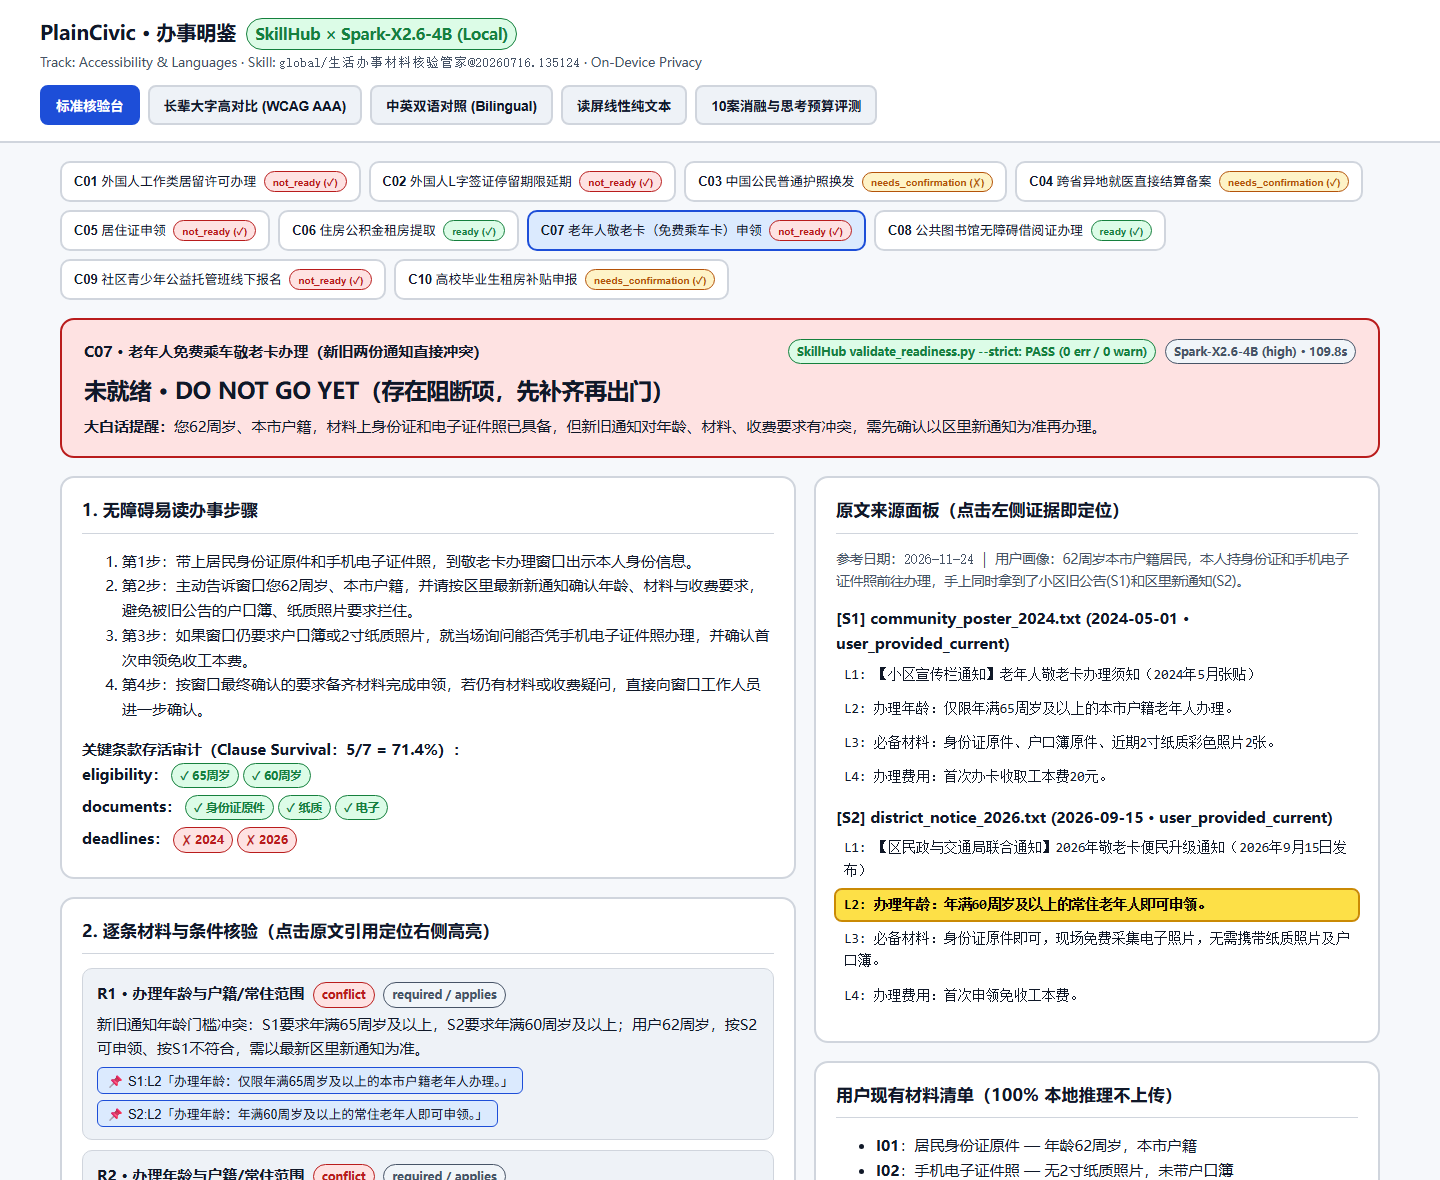 PlainCivic • 办事明鉴 SkillHub × Spark-X2.6-4B (Local)
Track: Accessibility & Languages · Skill: global/生活办事材料核验管家@20260716.135124 · On-Device Privacy
标准核验台 长辈大字高对比 (WCAG AAA) 中英双语对照 (Bilingual) 读屏线性纯文本 10案消融与思考预算评测
C01 外国人工作类居留许可办理 not_ready (✓) C02 外国人L字签证停留期限延期 not_ready (✓) C03 中国公民普通护照换发 needs_confirmation (✗) C04 跨省异地就医直接结算备案 needs_confirmation (✓)
C05 居住证申领 not_ready (✓) C06 住房公积金租房提取 ready (✓) C07 老年人敬老卡（免费乘车卡）申领 not_ready (✓) C08 公共图书馆无障碍借阅证办理 ready (✓)
C09 社区青少年公益托管班线下报名 not_ready (✓) C10 高校毕业生租房补贴申报 needs_confirmation (✓)
C07 • 老年人免费乘车敬老卡办理（新旧两份通知直接冲突） SkillHub validate_readiness.py --strict: PASS (0 err / 0 warn) Spark-X2.6-4B (high) • 109.8s
未就绪 • DO NOT GO YET（存在阻断项，先补齐再出门）
大白话提醒：您62周岁、本市户籍，材料上身份证和电子证件照已具备，但新旧通知对年龄、材料、收费要求有冲突，需先确认以区里新通知为准再办理。
1. 无障碍易读办事步骤
1. 第1步：带上居民身份证原件和手机电子证件照，到敬老卡办理窗口出示本人身份信息。
2. 第2步：主动告诉窗口您62周岁、本市户籍，并请按区里最新新通知确认年龄、材料与收费要求，
避免被旧公告的户口簿、纸质照片要求拦住。
3. 第3步：如果窗口仍要求户口簿或2寸纸质照片，就当场询问能否凭手机电子证件照办理，并确认首
次申领免收工本费。
4. 第4步：按窗口最终确认的要求备齐材料完成申领，若仍有材料或收费疑问，直接向窗口工作人员
进一步确认。
关键条款存活审计（Clause Survival：5/7 = 71.4%）：
eligibility： ✓ 65周岁 ✓ 60周岁
documents： ✓ 身份证原件 ✓ 纸质 ✓ 电子
deadlines： ✗ 2024 ✗ 2026
2. 逐条材料与条件核验（点击原文引用定位右侧高亮）
R1 • 办理年龄与户籍/常住范围 conflict required / applies
新旧通知年龄门槛冲突：S1要求年满65周岁及以上，S2要求年满60周岁及以上；用户62周岁，按S2
可申领、按S1不符合，需以最新区里新通知为准。
📌 S1:L2「办理年龄：仅限年满65周岁及以上的本市户籍老年人办理。」
📌 S2:L2「办理年龄：年满60周岁及以上的常住老年人即可申领。」
R2 • 办理年龄与户籍/常住范围 conflict required / applies
原文来源面板（点击左侧证据即定位）
参考日期：2026-11-24 | 用户画像：62周岁本市户籍居民，本人持身份证和手机电子
证件照前往办理，手上同时拿到了小区旧公告(S1)和区里新通知(S2)。
[S1] community_poster_2024.txt (2024-05-01 •
user_provided_current)
L1: 【小区宣传栏通知】老年人敬老卡办理须知（2024年5月张贴）
L2: 办理年龄：仅限年满65周岁及以上的本市户籍老年人办理。
L3: 必备材料：身份证原件、户口簿原件、近期2寸纸质彩色照片2张。
L4: 办理费用：首次办卡收取工本费20元。
[S2] district_notice_2026.txt (2026-09-15 • user_provided_current)
L1: 【区民政与交通局联合通知】2026年敬老卡便民升级通知（2026年9月15日发
布）
L2: 办理年龄：年满60周岁及以上的常住老年人即可申领。
L3: 必备材料：身份证原件即可，现场免费采集电子照片，无需携带纸质照片及户
口簿。
L4: 办理费用：首次申领免收工本费。
用户现有材料清单（100% 本地推理不上传）
• I01：居民身份证原件 — 年龄62周岁，本市户籍
• I02：手机电子证件照 — 无2寸纸质照片，未带户口簿